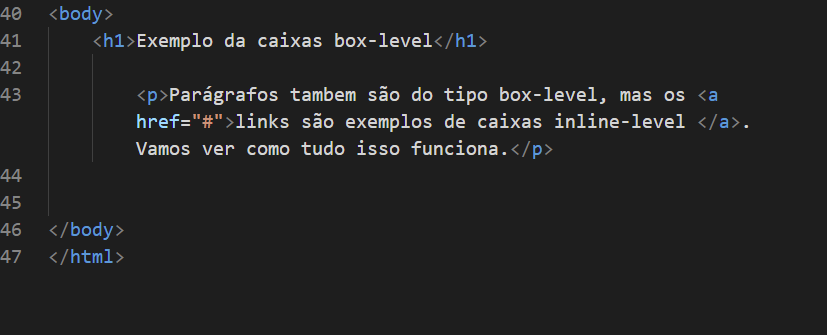 40 <body>
41 <h1>Exemplo da caixas box-level</h1>
42
43 <p>Parágrafos tambem são do tipo box-level, mas os <a
href="#">links são exemplos de caixas inline-level </a>.
Vamos ver como tudo isso funciona.</p>
44
45
46 </body>
47 </html>